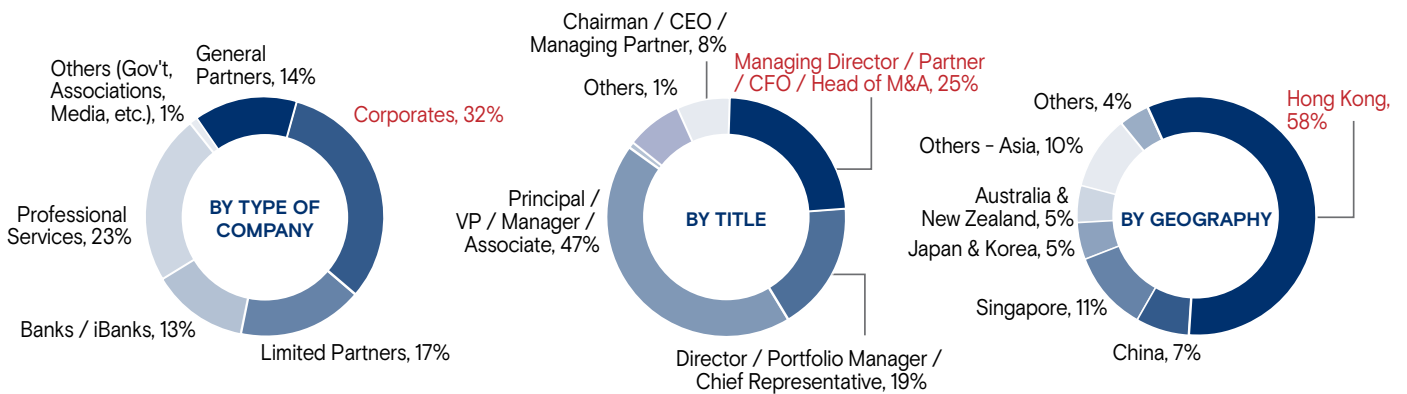 General
Partners, 14%
Corporates, 32%
Limited Partners, 17%
Banks / iBanks, 13%
Professional
Services, 23%
Others (Gov't,
Associations,
Media, etc.), 1%
BY TYPE OF
COMPANY
Chairman / CEO /
Managing Partner, 8%
Managing Director / Partner
/ CFO / Head of M&A, 25%
Director / Portfolio Manager /
Chief Representative, 19%
Principal /
VP / Manager /
Associate, 47%
Others, 1%
BY TITLE
Hong Kong,
58%
China, 7%
Singapore, 11%
Japan & Korea, 5%
Australia &
New Zealand, 5%
Others – Asia, 10%
Others, 4%
BY GEOGRAPHY